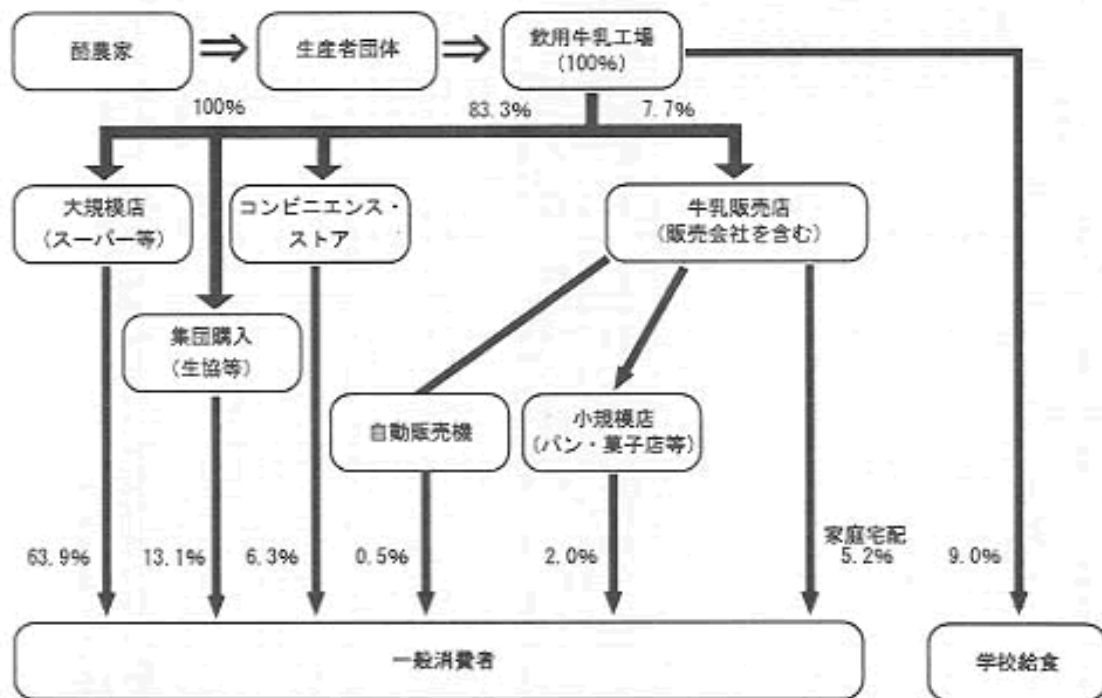 酪農家
生産者団体
飲用牛乳工場
(100%)
100%
83.3%
7.7%
大規模店
(スーパー等)
コンビニエンス・
ストア
牛乳販売店
(販売会社を含む)
集団購入
(生協等)
自動販売機
小規模店
(パン・菓子店等)
家庭宅配
63.9%
13.1%
6.3%
0.5%
2.0%
5.2%
9.0%
一般消費者
学校給食